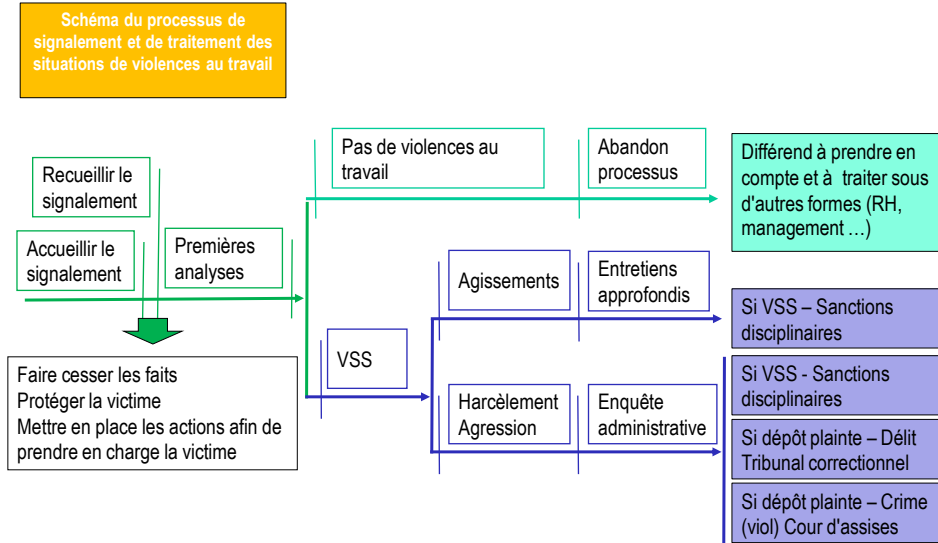 Schéma du processus de
signalement et de traitement des
situations de violences au travail
Recueillir le
signalement
Accueillir le
signalement
Premières
analyses
Faire cesser les faits
Protéger la victime
Mettre en place les actions afin de
prendre en charge la victime
Pas de violences au
travail
Abandon
processus
Différend à prendre en
compte et à traiter sous
d'autres formes (RH,
management …)
VSS
Agissements
Entretiens
approfondis
Si VSS – Sanctions
disciplinaires
Harcèlement
Agression
Enquête
administrative
Si VSS - Sanctions
disciplinaires
Si dépôt plainte – Délit
Tribunal correctionnel
Si dépôt plainte – Crime
(viol) Cour d'assises